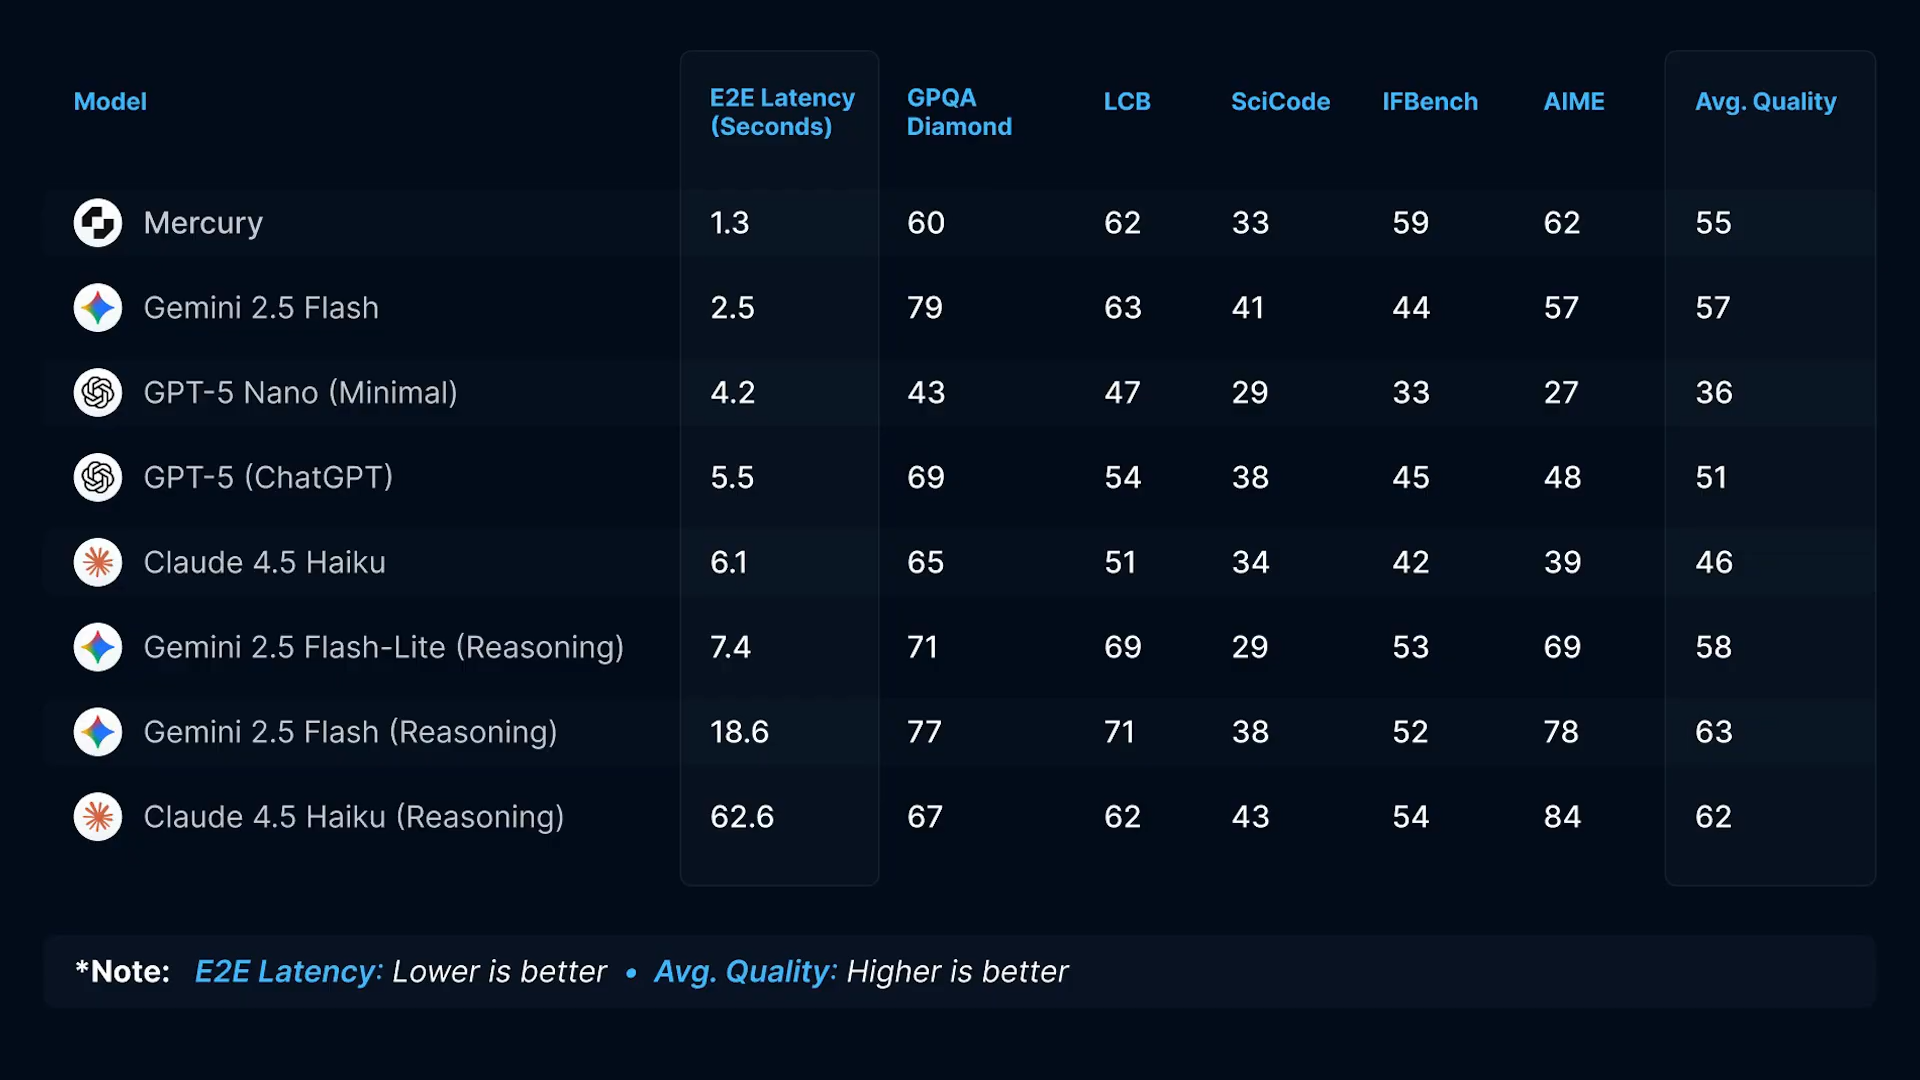 Model E2E Latency (Seconds) GPQA Diamond LCB SciCode IFBench AIME Avg. Quality
Mercury 1.3 60 62 33 59 62 55
Gemini 2.5 Flash 2.5 79 63 41 44 57 57
GPT-5 Nano (Minimal) 4.2 43 47 29 33 27 36
GPT-5 (ChatGPT) 5.5 69 54 38 45 48 51
Claude 4.5 Haiku 6.1 65 51 34 42 39 46
Gemini 2.5 Flash-Lite (Reasoning) 7.4 71 69 29 53 69 58
Gemini 2.5 Flash (Reasoning) 18.6 77 71 38 52 78 63
Claude 4.5 Haiku (Reasoning) 62.6 67 62 43 54 84 62
*Note: E2E Latency: Lower is better • Avg. Quality: Higher is better